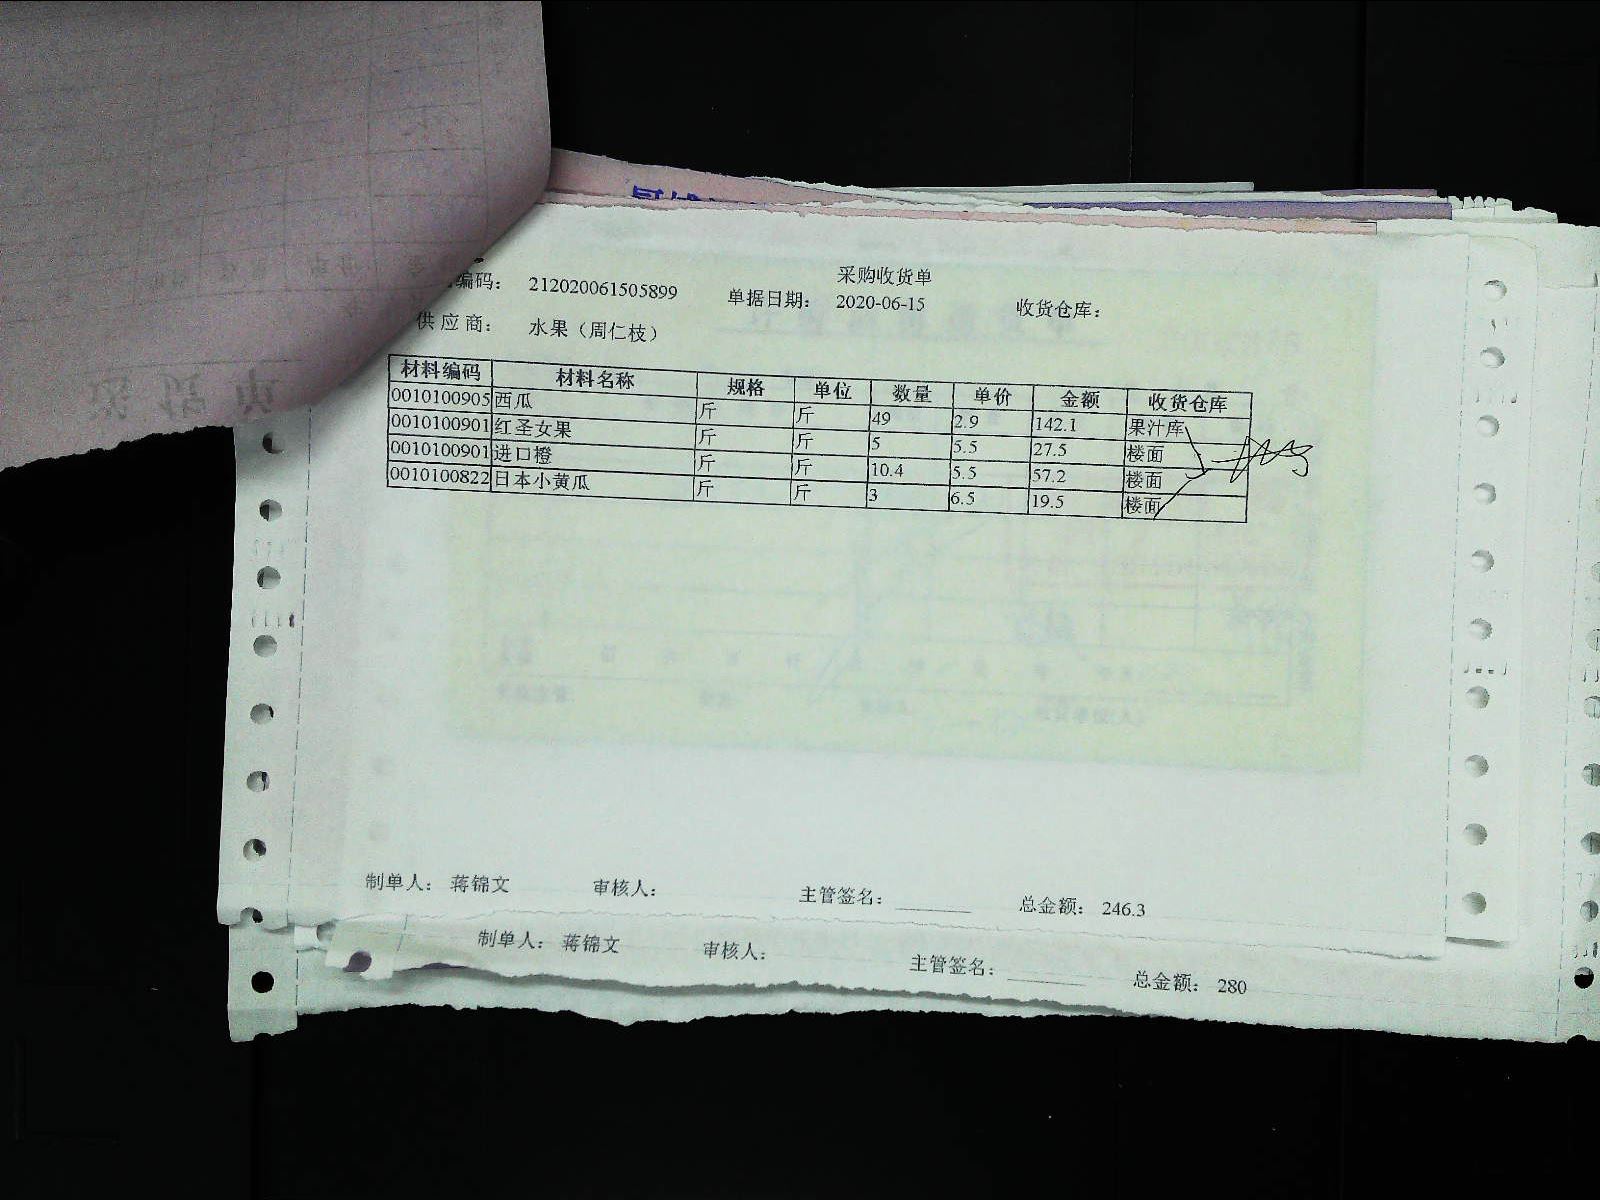 采购收货单
编码： 212020061505899 单据日期： 2020-06-15 收货仓库：
供应商： 水果（周仁枝）
材料编码 材料名称 规格 单位 数量 单价 金额 收货仓库
0010100905 西瓜 斤 斤 49 2.9 142.1 果汁库
0010100901 红圣女果 斤 斤 5 5.5 27.5 楼面
0010100901 进口橙 斤 斤 10.4 5.5 57.2 楼面
0010100822 日本小黄瓜 斤 斤 3 6.5 19.5 楼面
制单人： 蒋锦文 审核人： 主管签名： 总金额： 246.3
制单人： 蒋锦文 审核人： 主管签名： 总金额： 280